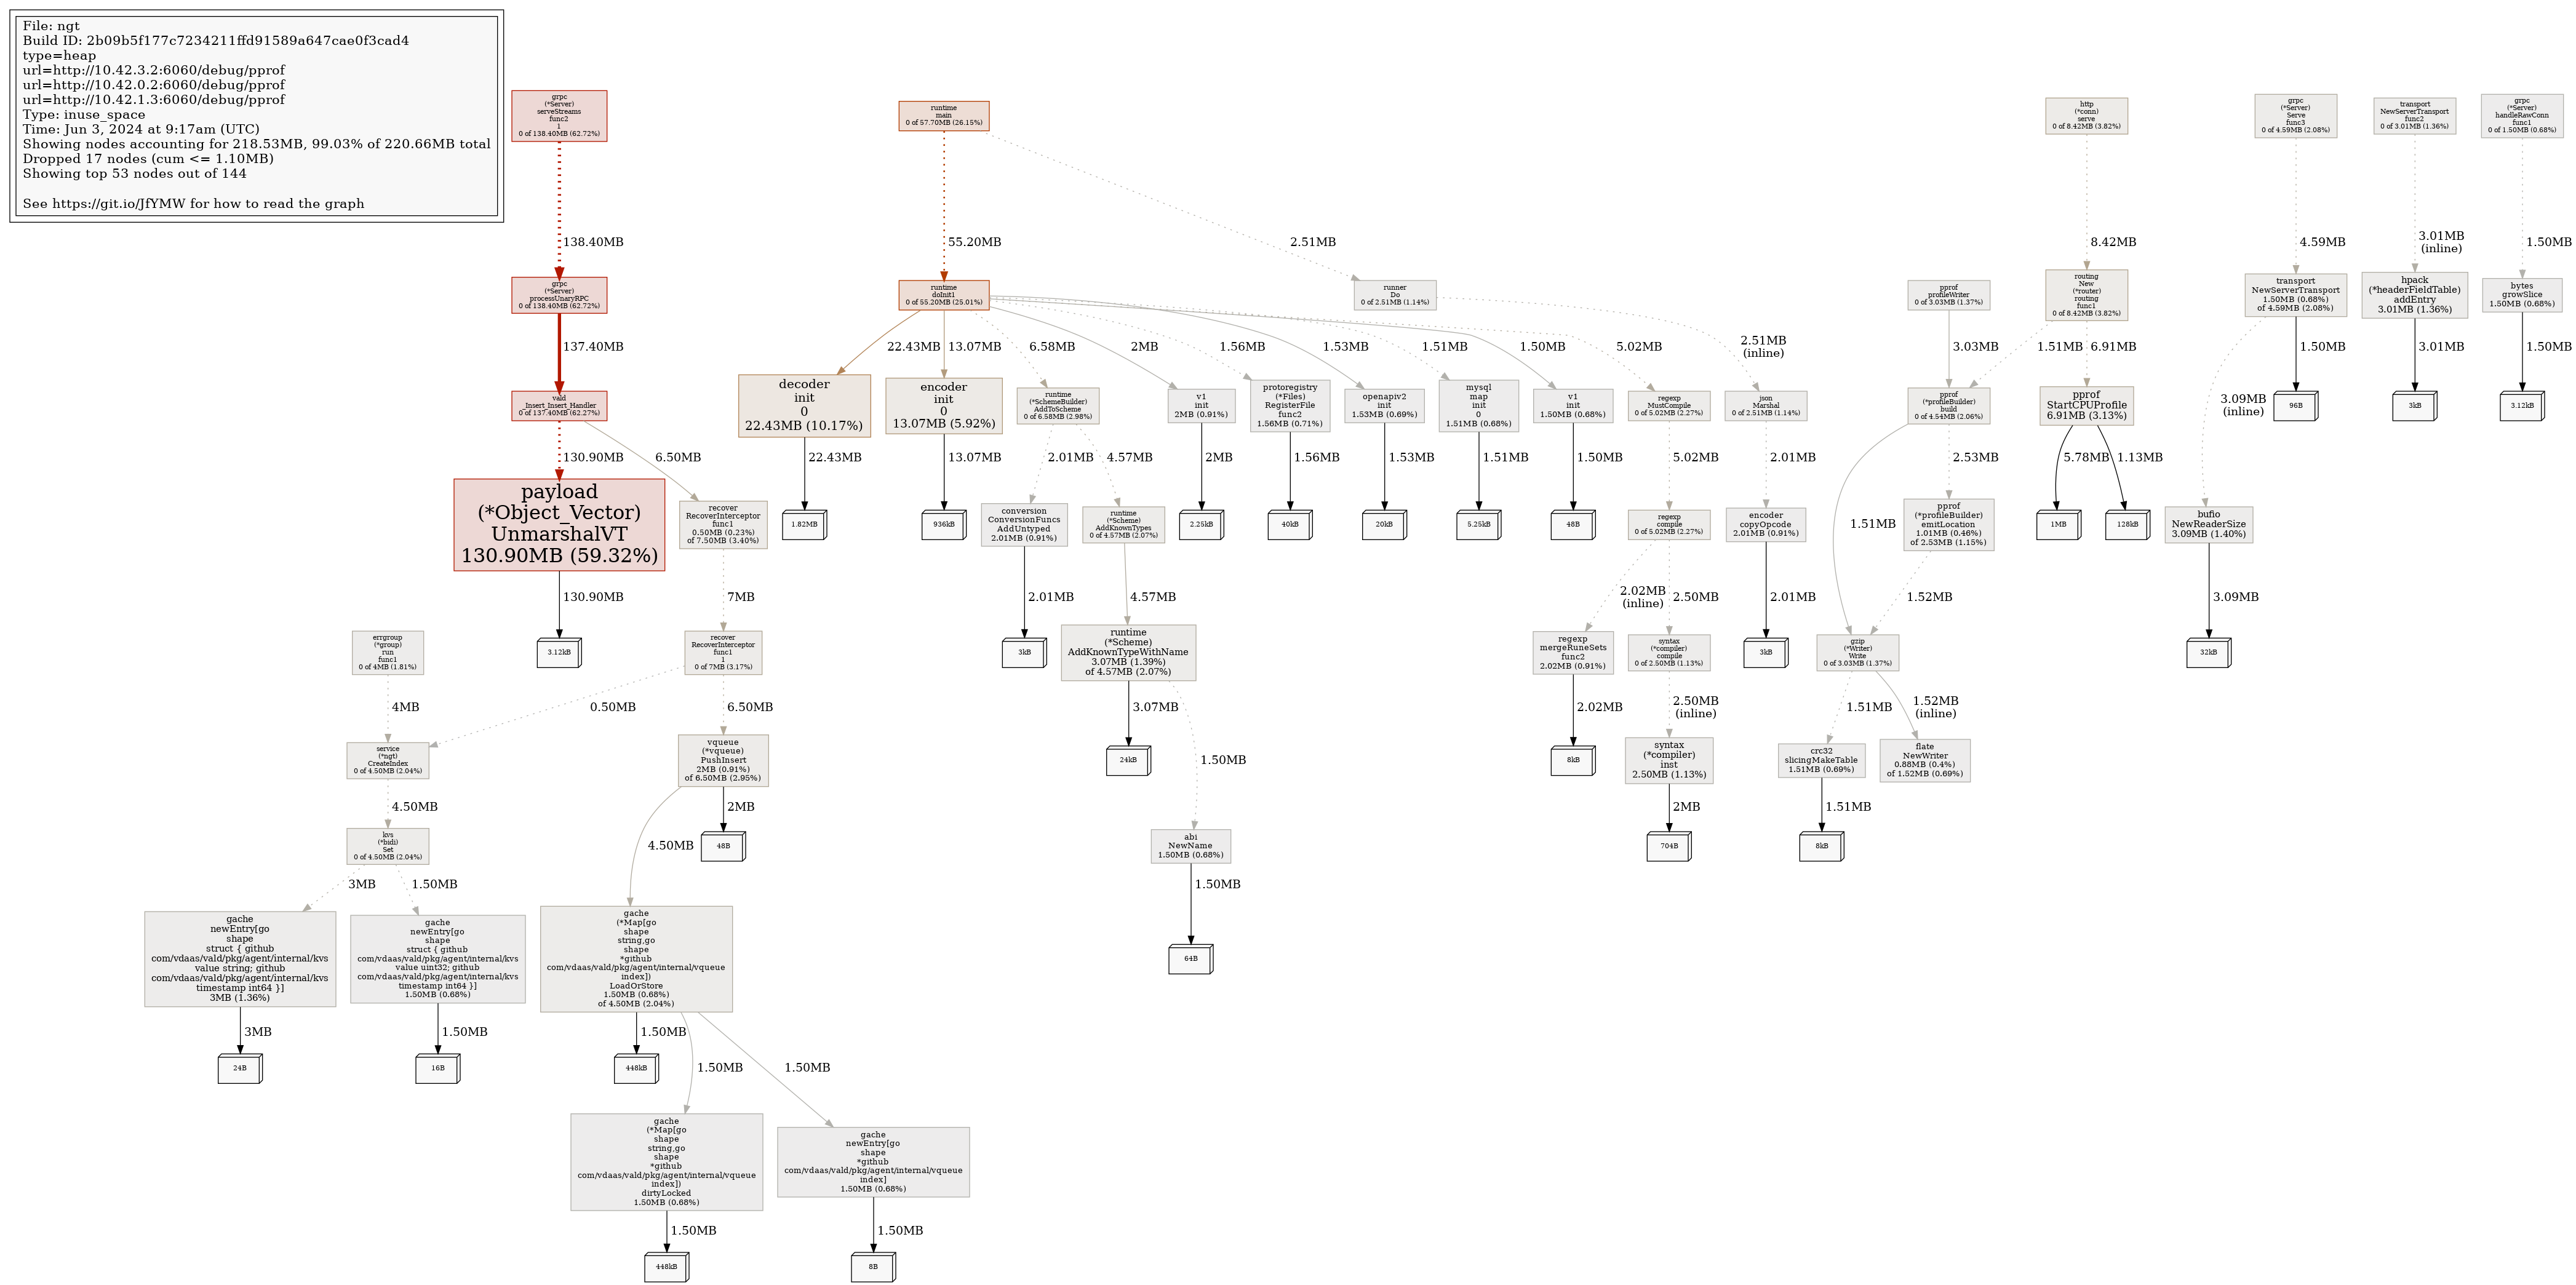 File: ngt
Build ID: 2b09b5f177c7234211ffd91589a647cae0f3cad4
type=heap
url=http://10.42.3.2:6060/debug/pprof
url=http://10.42.0.2:6060/debug/pprof
url=http://10.42.1.3:6060/debug/pprof
Type: inuse_space
Time: Jun 3, 2024 at 9:17am (UTC)
Showing nodes accounting for 218.53MB, 99.03% of 220.66MB total
Dropped 17 nodes (cum <= 1.10MB)
Showing top 53 nodes out of 144
See https://git.io/JfYMW for how to read the graph
grpc
(*Server)
serveStreams
func2
1
0 of 138.40MB (62.72%)
runtime
main
0 of 57.70MB (26.15%)
http
(*conn)
serve
0 of 8.42MB (3.82%)
grpc
(*Server)
Serve
func3
0 of 4.59MB (2.08%)
transport
NewServerTransport
func2
0 of 3.01MB (1.36%)
grpc
(*Server)
handleRawConn
func1
0 of 1.50MB (0.68%)
138.40MB
55.20MB
2.51MB
8.42MB
4.59MB
3.01MB
(inline)
1.50MB
grpc
(*Server)
processUnaryRPC
0 of 138.40MB (62.72%)
runtime
doInit1
0 of 55.20MB (25.01%)
runner
Do
0 of 2.51MB (1.14%)
pprof
profileWriter
0 of 3.03MB (1.37%)
routing
New
(*router)
routing
func1
0 of 8.42MB (3.82%)
transport
NewServerTransport
1.50MB (0.68%)
of 4.59MB (2.08%)
hpack
(*headerFieldTable)
addEntry
3.01MB (1.36%)
bytes
growSlice
1.50MB (0.68%)
137.40MB
22.43MB
13.07MB
6.58MB
2MB
1.56MB
1.53MB
1.51MB
1.50MB
5.02MB
2.51MB
(inline)
3.03MB
1.51MB
6.91MB
3.09MB
(inline)
1.50MB
3.01MB
1.50MB
vald
_Insert_Insert_Handler
0 of 137.40MB (62.27%)
decoder
init
0
22.43MB (10.17%)
encoder
init
0
13.07MB (5.92%)
runtime
(*SchemeBuilder)
AddToScheme
0 of 6.58MB (2.98%)
v1
init
2MB (0.91%)
protoregistry
(*Files)
RegisterFile
func2
1.56MB (0.71%)
openapiv2
init
1.53MB (0.69%)
mysql
map
init
0
1.51MB (0.68%)
v1
init
1.50MB (0.68%)
regexp
MustCompile
0 of 5.02MB (2.27%)
json
Marshal
0 of 2.51MB (1.14%)
pprof
(*profileBuilder)
build
0 of 4.54MB (2.06%)
pprof
StartCPUProfile
6.91MB (3.13%)
96B
3kB
3.12kB
130.90MB
6.50MB
22.43MB
13.07MB
2.01MB
4.57MB
2MB
1.56MB
1.53MB
1.51MB
1.50MB
5.02MB
2.01MB
1.51MB
2.53MB
5.78MB
1.13MB
payload
(*Object_Vector)
UnmarshalVT
130.90MB (59.32%)
recover
RecoverInterceptor
func1
0.50MB (0.23%)
of 7.50MB (3.40%)
1.82MB
936kB
conversion
ConversionFuncs
AddUntyped
2.01MB (0.91%)
runtime
(*Scheme)
AddKnownTypes
0 of 4.57MB (2.07%)
2.25kB
40kB
20kB
5.25kB
48B
regexp
compile
0 of 5.02MB (2.27%)
encoder
copyOpcode
2.01MB (0.91%)
pprof
(*profileBuilder)
emitLocation
1.01MB (0.46%)
of 2.53MB (1.15%)
1MB
128kB
bufio
NewReaderSize
3.09MB (1.40%)
130.90MB
7MB
2.01MB
4.57MB
2.02MB
(inline)
2.50MB
2.01MB
1.52MB
3.09MB
errgroup
(*group)
run
func1
0 of 4MB (1.81%)
3.12kB
recover
RecoverInterceptor
func1
1
0 of 7MB (3.17%)
3kB
runtime
(*Scheme)
AddKnownTypeWithName
3.07MB (1.39%)
of 4.57MB (2.07%)
regexp
mergeRuneSets
func2
2.02MB (0.91%)
syntax
(*compiler)
compile
0 of 2.50MB (1.13%)
3kB
gzip
(*Writer)
Write
0 of 3.03MB (1.37%)
32kB
4MB
0.50MB
6.50MB
3.07MB
1.50MB
2.02MB
2.50MB
(inline)
1.51MB
1.52MB
(inline)
service
(*ngt)
CreateIndex
0 of 4.50MB (2.04%)
vqueue
(*vqueue)
PushInsert
2MB (0.91%)
of 6.50MB (2.95%)
24kB
8kB
syntax
(*compiler)
inst
2.50MB (1.13%)
crc32
slicingMakeTable
1.51MB (0.69%)
flate
NewWriter
0.88MB (0.4%)
of 1.52MB (0.69%)
4.50MB
4.50MB
2MB
2MB
1.51MB
kvs
(*bidi)
Set
0 of 4.50MB (2.04%)
48B
abi
NewName
1.50MB (0.68%)
704B
8kB
3MB
1.50MB
1.50MB
gache
newEntry[go
shape
struct { github
com/vdaas/vald/pkg/agent/internal/kvs
value string; github
com/vdaas/vald/pkg/agent/internal/kvs
timestamp int64 }]
3MB (1.36%)
gache
newEntry[go
shape
struct { github
com/vdaas/vald/pkg/agent/internal/kvs
value uint32; github
com/vdaas/vald/pkg/agent/internal/kvs
timestamp int64 }]
1.50MB (0.68%)
gache
(*Map[go
shape
string,go
shape
*github
com/vdaas/vald/pkg/agent/internal/vqueue
index])
LoadOrStore
1.50MB (0.68%)
of 4.50MB (2.04%)
64B
3MB
1.50MB
1.50MB
1.50MB
1.50MB
24B
16B
448kB
gache
(*Map[go
shape
string,go
shape
*github
com/vdaas/vald/pkg/agent/internal/vqueue
index])
dirtyLocked
1.50MB (0.68%)
gache
newEntry[go
shape
*github
com/vdaas/vald/pkg/agent/internal/vqueue
index]
1.50MB (0.68%)
1.50MB
1.50MB
448kB
8B